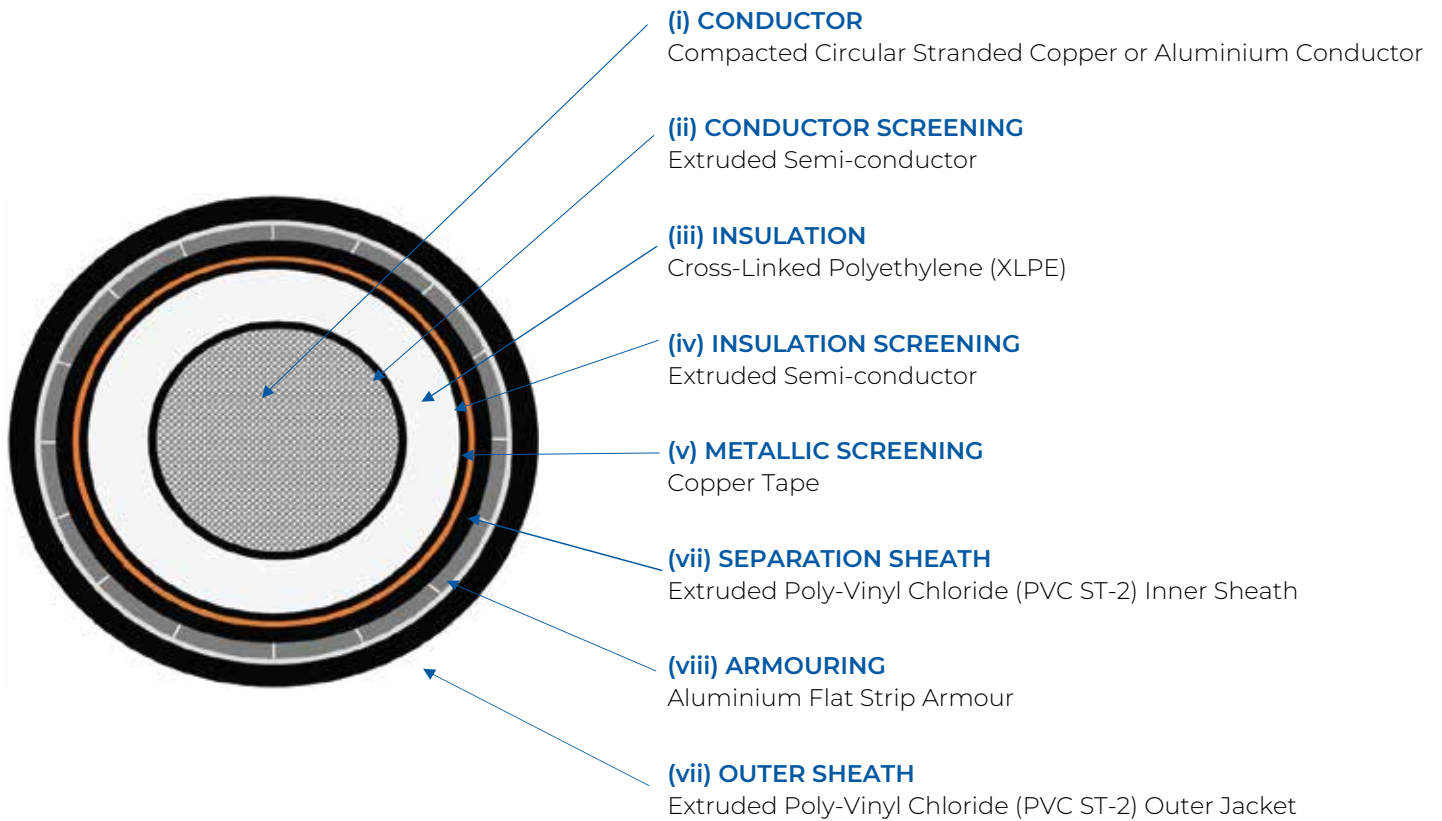 (i) CONDUCTOR
Compacted Circular Stranded Copper or Aluminium Conductor
(ii) CONDUCTOR SCREENING
Extruded Semi-conductor
(iii) INSULATION
Cross-Linked Polyethylene (XLPE)
(iv) INSULATION SCREENING
Extruded Semi-conductor
(v) METALLIC SCREENING
Copper Tape
(vii) SEPARATION SHEATH
Extruded Poly-Vinyl Chloride (PVC ST-2) Inner Sheath
(viii) ARMOURING
Aluminium Flat Strip Armour
(vii) OUTER SHEATH
Extruded Poly-Vinyl Chloride (PVC ST-2) Outer Jacket